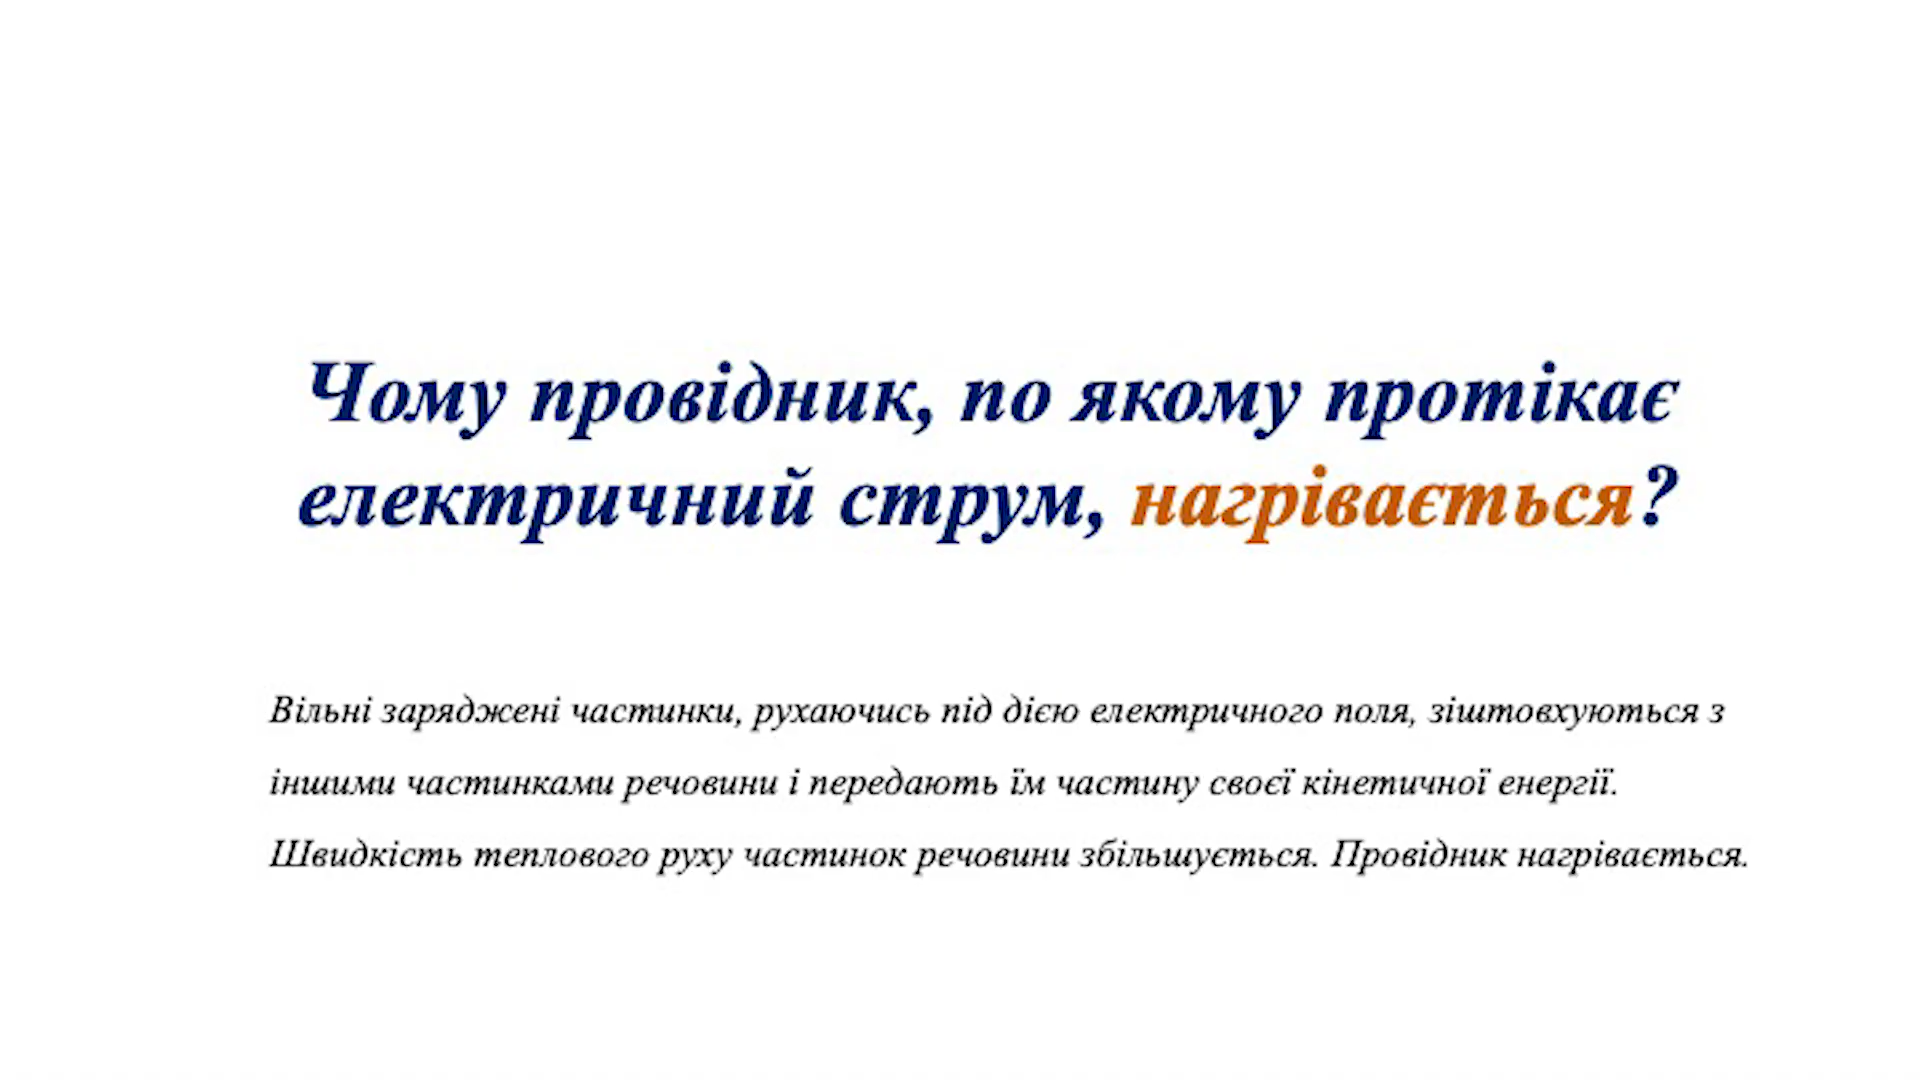 Чому провідник, по якому протікає
електричний струм, нагрівається?
Вільні заряджені частинки, рухаючись під дією електричного поля, зіштовхуються з
іншими частинками речовини і передають їм частину своєї кінетичної енергії.
Швидкість теплового руху частинок речовини збільшується. Провідник нагрівається.